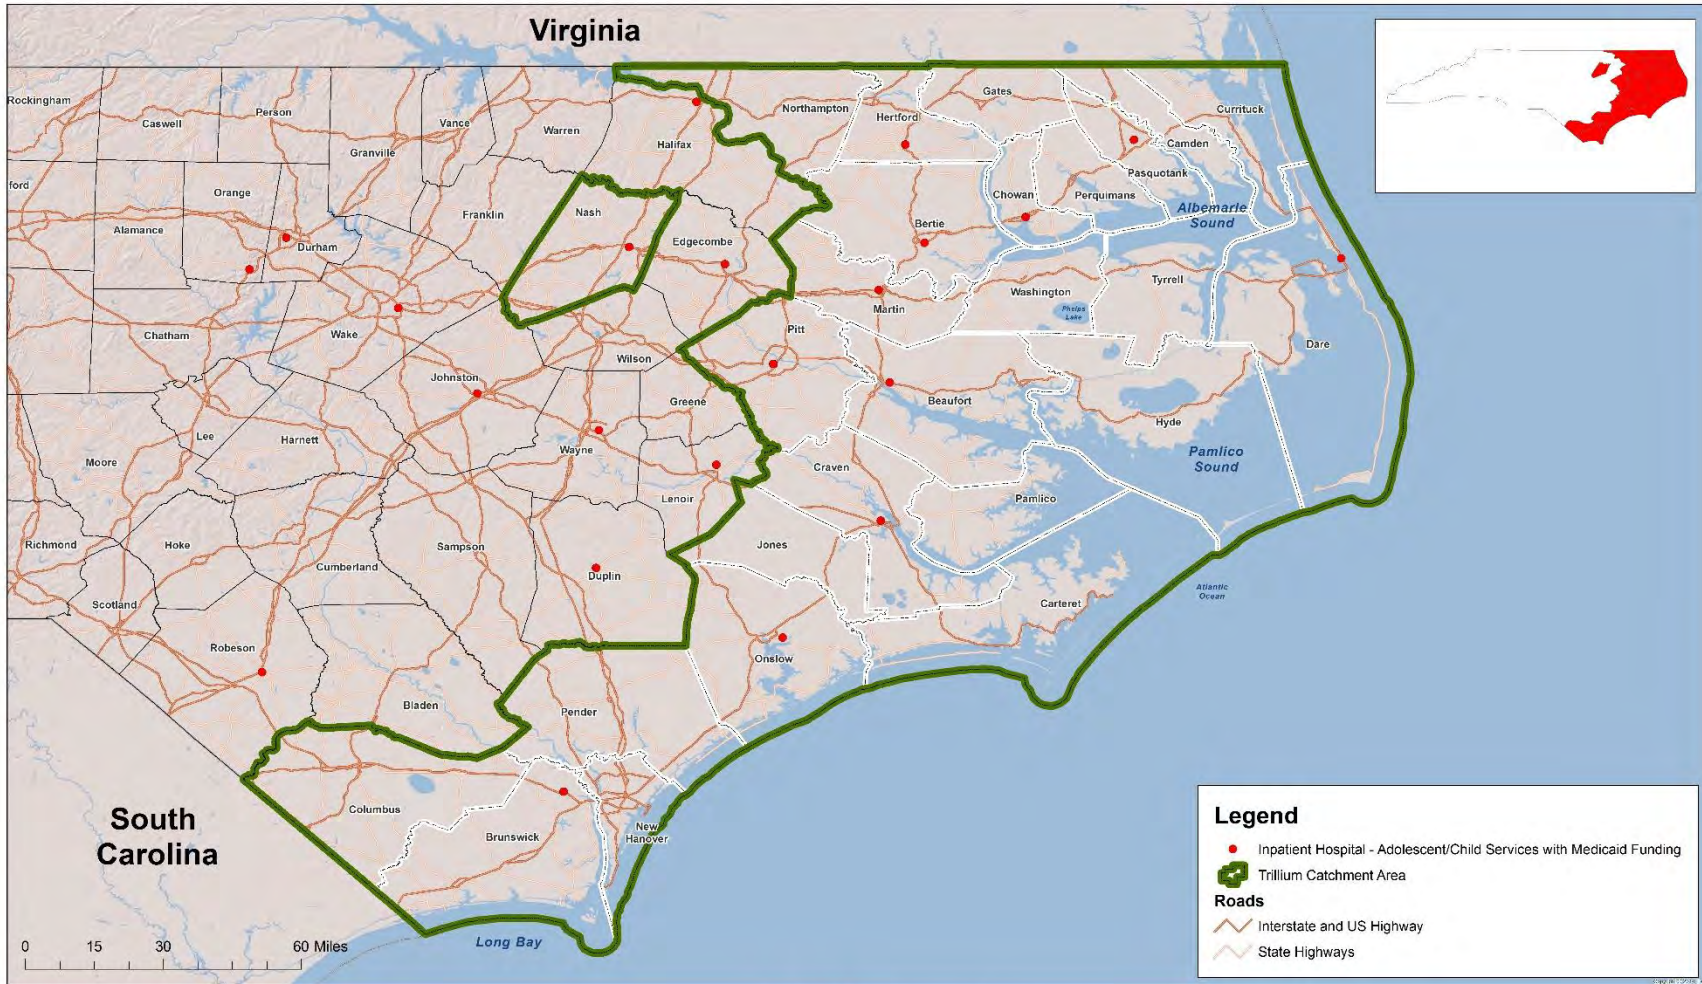 Virginia
Rockingham
Caswell
Person
Vance
Granville
Warren
Halifax
Northampton
Hertford
Gates
Currituck
Camden
Pasquotank
ford
Orange
Alamance
Durham
Franklin
Nash
Edgecombe
Bertie
Chowan
Perquimans
Albemarle
Sound
Chatham
Wake
Wilson
Pitt
Martin
Washington
Phelps
Lake
Tyrrell
Dare
Johnston
Greene
Beaufort
Hyde
Lee
Harnett
Wayne
Moore
Lenoir
Craven
Pamlico
Sound
Pamlico
Richmond
Hoke
Cumberland
Sampson
Duplin
Jones
Scotland
Carteret
Atlantic
Ocean
Robeson
Onslow
Bladen
Pender
Columbus
Brunswick
New
Hanover
South
Carolina
Long Bay
0 15 30 60 Miles
Legend
Inpatient Hospital - Adolescent/Child Services with Medicaid Funding
Trillium Catchment Area
Roads
Interstate and US Highway
State Highways